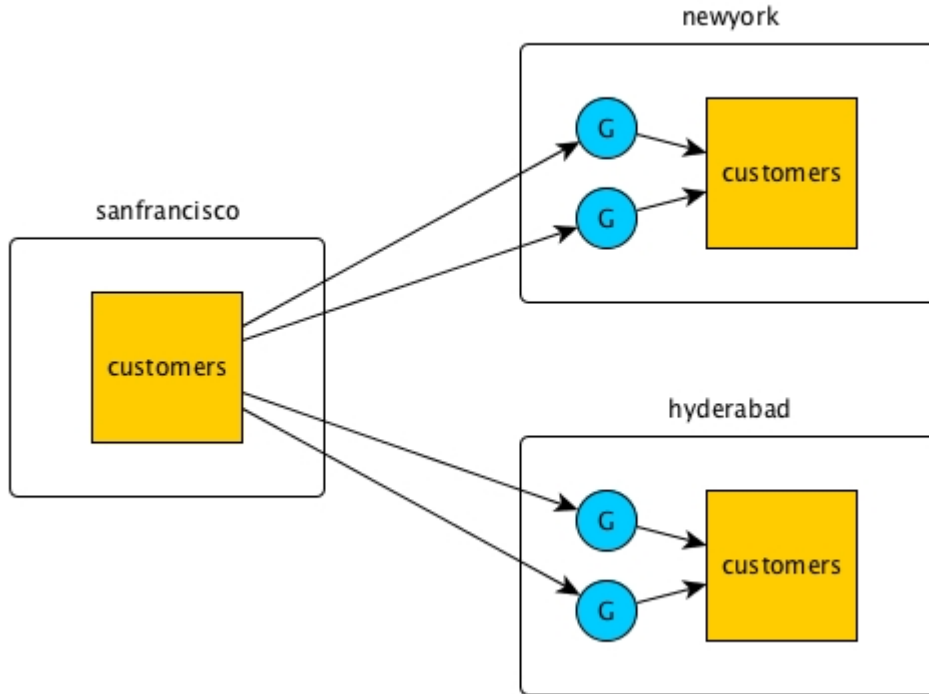 newyork
G
customers
G
sanfrancisco
customers
hyderabad
G
customers
G